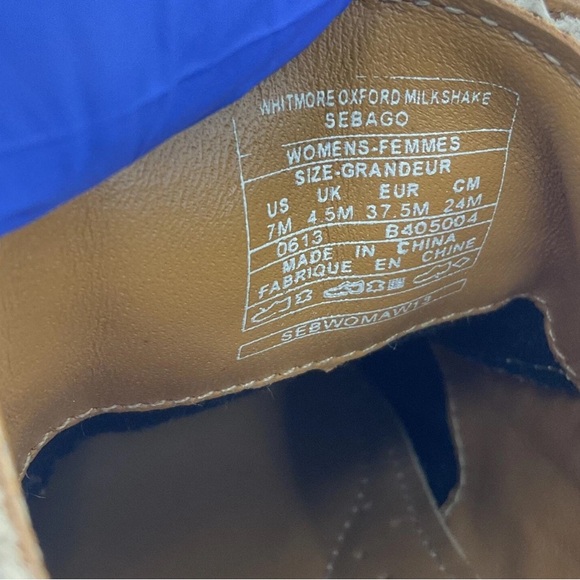 WHITMORE OXFORD MILKSHAKE
SEBAGO
WOMENS-FEMMES
SIZE-GRANDEUR
US UK EUR CM
7M 4.5M 37.5M 24M
0613 B405004
MADE IN CHINA
FABRIQUE EN CHINE
SEBWOMAW13